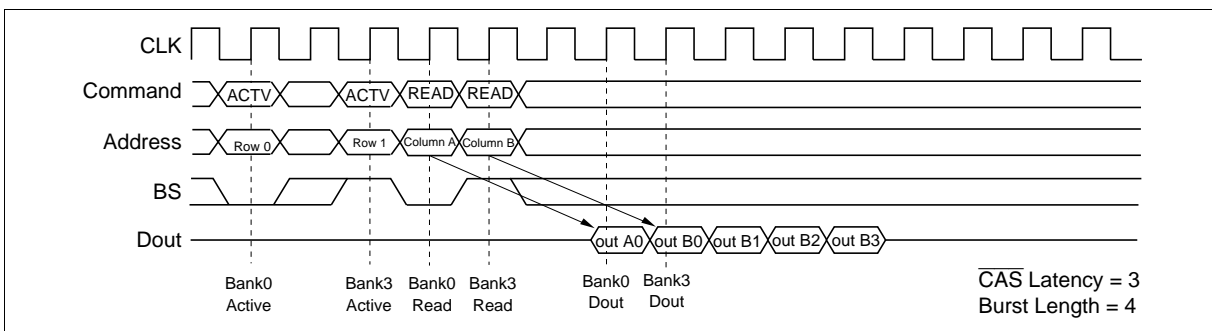 CLK
Command ACTV ACTV READ READ
Address Row 0 Row 1 Column A Column B
BS
Dout out A0 out B0 out B1 out B2 out B3
Bank0 Active
Bank3 Active
Bank0 Read
Bank3 Read
Bank0 Dout
Bank3 Dout
CAS Latency = 3
Burst Length = 4